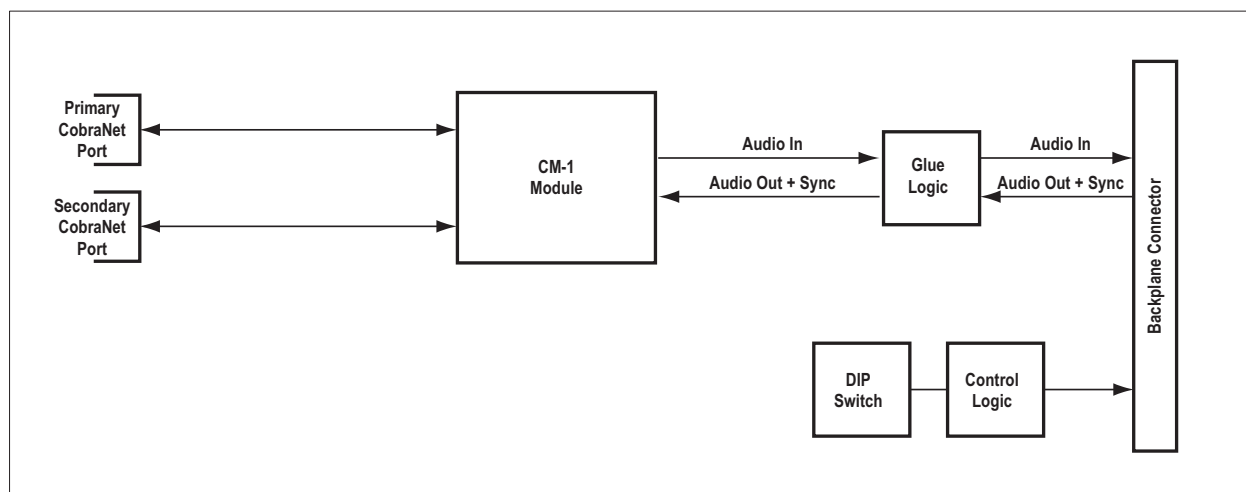 Primary
CobraNet
Port
Secondary
CobraNet
Port
CM-1
Module
Audio In
Audio Out + Sync
Glue
Logic
Audio In
Audio Out + Sync
Backplane Connector
DIP
Switch
Control
Logic